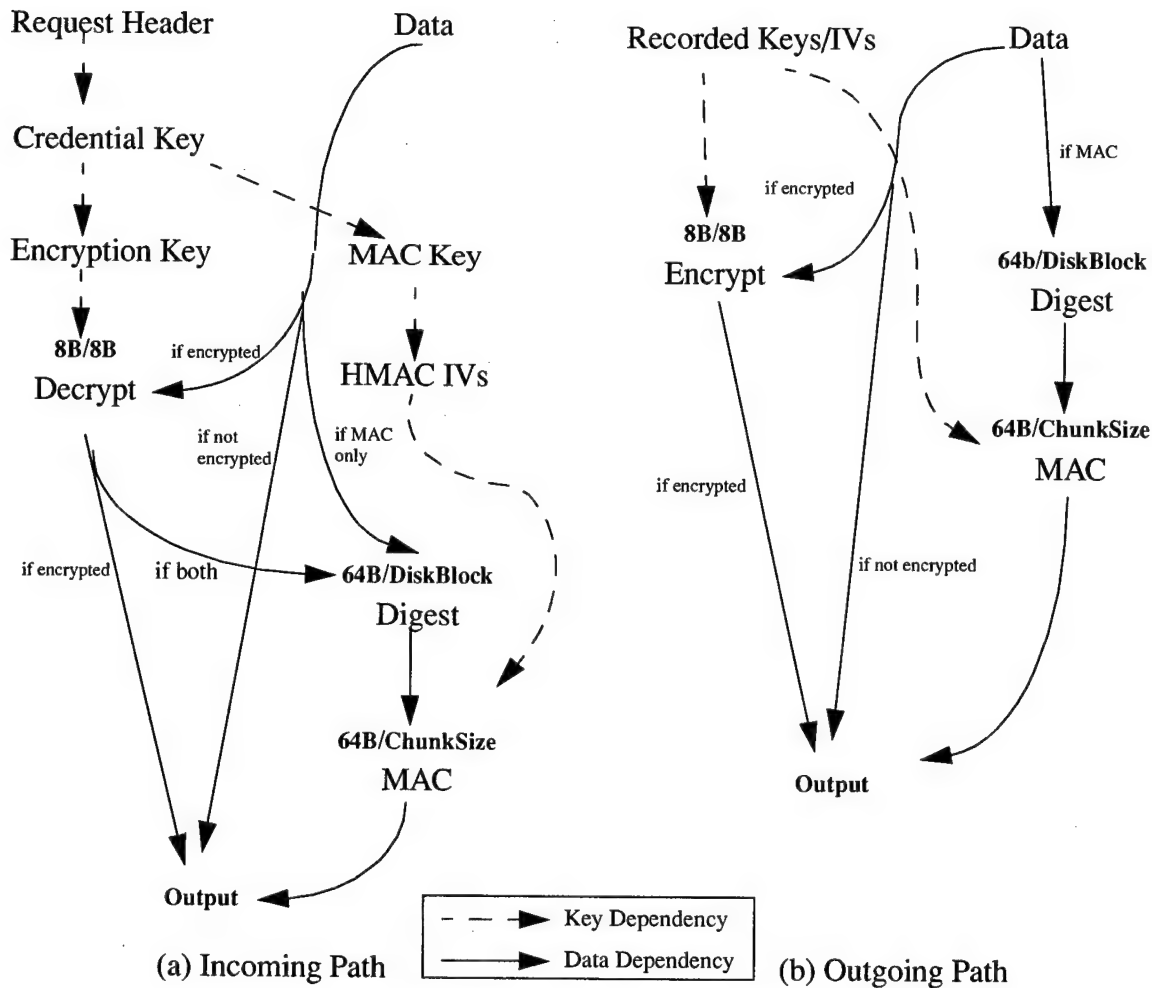 Request Header
Data
Credential Key
Encryption Key
MAC Key
8B/8B
Decrypt
if encrypted
HMAC IVs
if not
encrypted
if MAC
only
if encrypted
if both
64B/DiskBlock
Digest
64B/ChunkSize
MAC
Output
(a) Incoming Path
Recorded Keys/IVs
Data
if MAC
if encrypted
8B/8B
Encrypt
64b/DiskBlock
Digest
64B/ChunkSize
MAC
if encrypted
if not encrypted
Output
Key Dependency
Data Dependency
(b) Outgoing Path